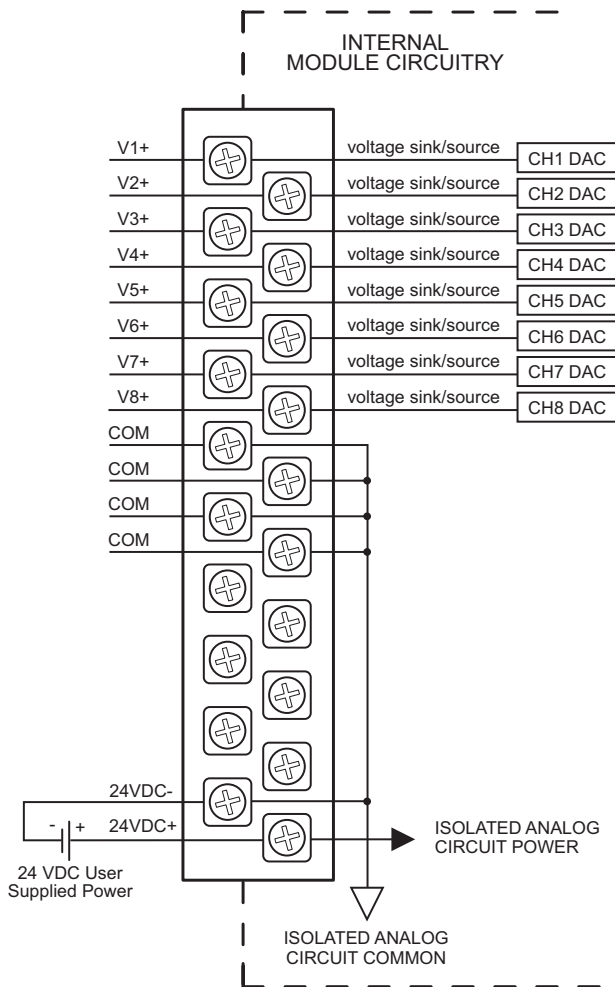 INTERNAL
MODULE CIRCUITRY
V1+ voltage sink/source CH1 DAC
V2+ voltage sink/source CH2 DAC
V3+ voltage sink/source CH3 DAC
V4+ voltage sink/source CH4 DAC
V5+ voltage sink/source CH5 DAC
V6+ voltage sink/source CH6 DAC
V7+ voltage sink/source CH7 DAC
V8+ voltage sink/source CH8 DAC
COM
COM
COM
COM
24VDC-
- + 24VDC+
24 VDC User
Supplied Power
ISOLATED ANALOG
CIRCUIT POWER
ISOLATED ANALOG
CIRCUIT COMMON